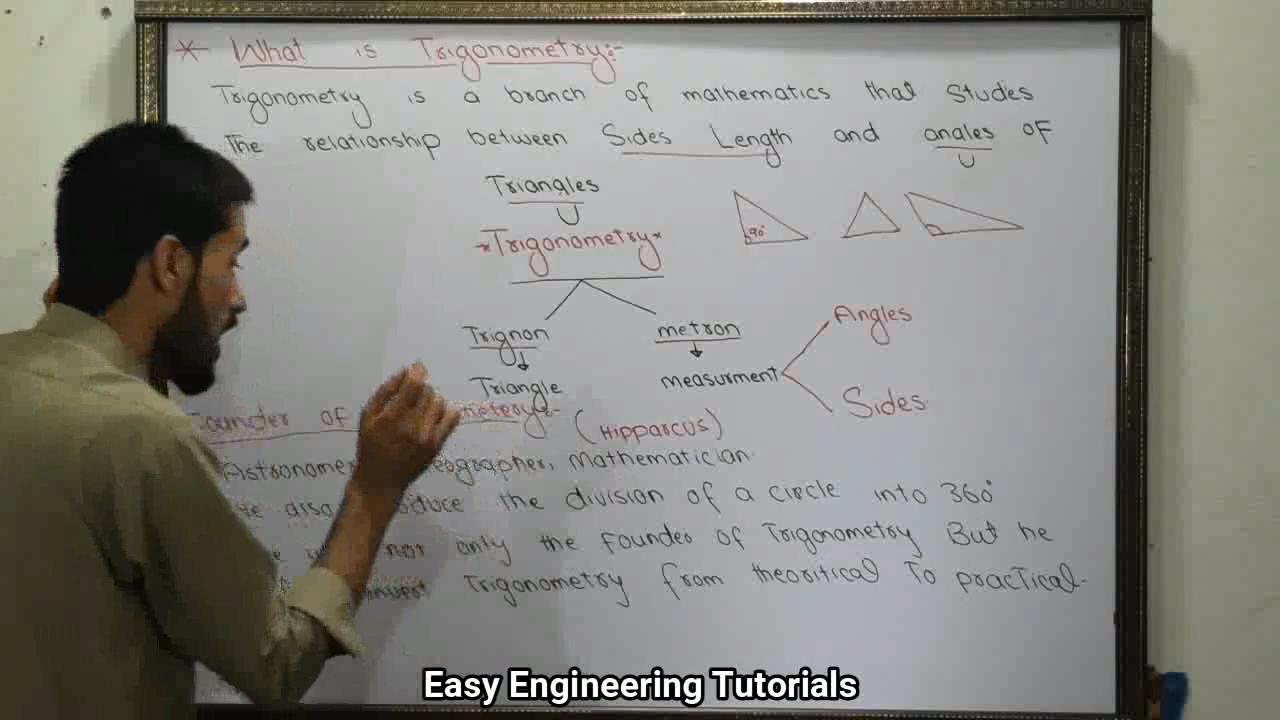 * What is Trigonometry:-
Trigonometry is a branch of mathematics that Studes
The relationship between Sides Length and angles OF
Triangles
*Trigonometry*
90°
Trignon
metron
Angles
Triangle
measurment
Sides
Founder of (Hipparcus)
Astronomer, Mathematician
the division of a circle into 360°
not only the Founder of Trigonometry But he
Trigonometry from theoritical To practical.
Easy Engineering Tutorials